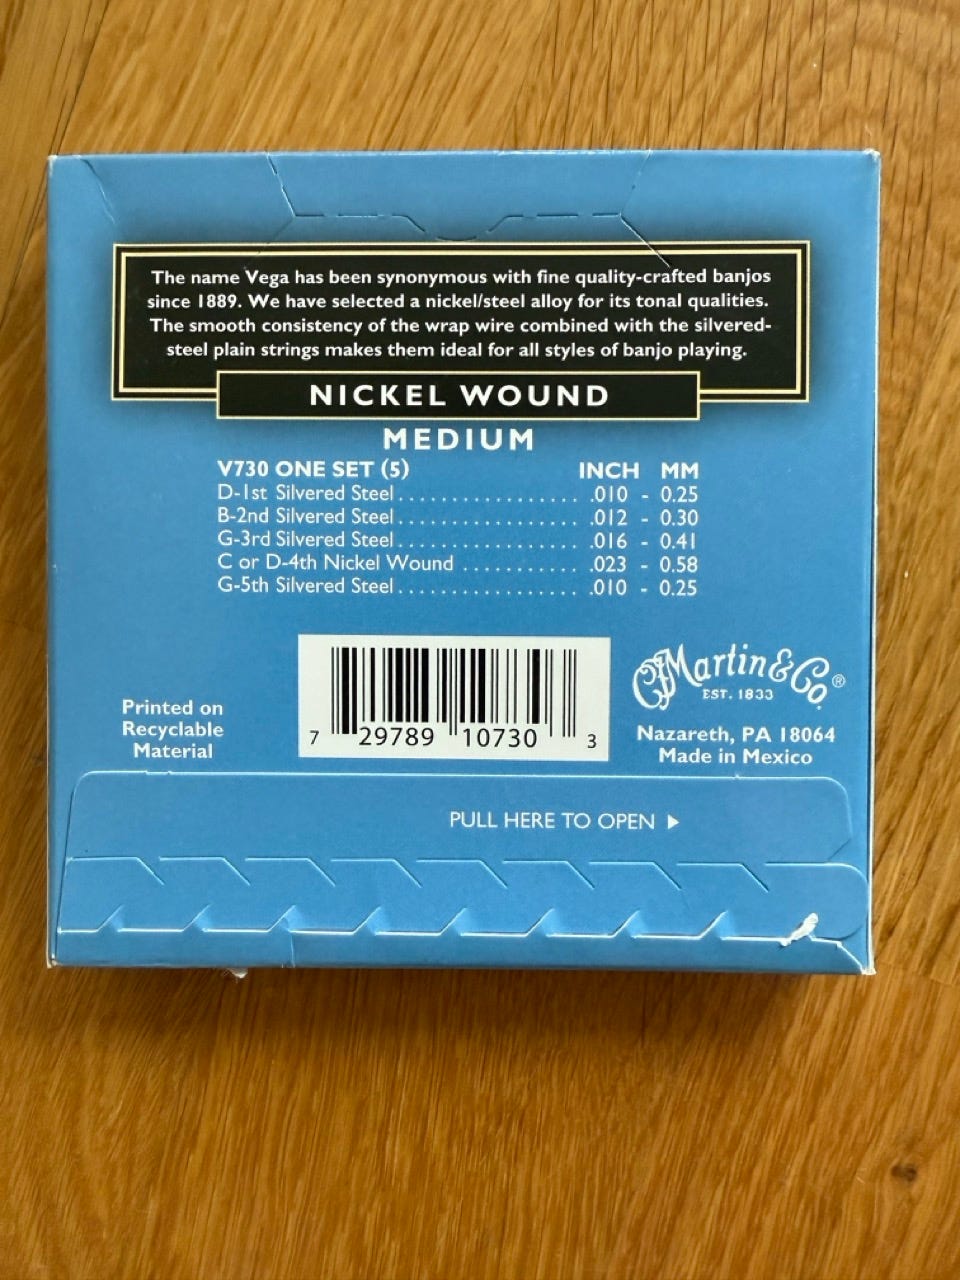 The name Vega has been synonymous with fine quality-crafted banjos
since 1889. We have selected a nickel/steel alloy for its tonal qualities.
The smooth consistency of the wrap wire combined with the silvered-
steel plain strings makes them ideal for all styles of banjo playing.
NICKEL WOUND
MEDIUM
V730 ONE SET (5) INCH MM
D-1st Silvered Steel................ .010 - 0.25
B-2nd Silvered Steel................ .012 - 0.30
G-3rd Silvered Steel................ .016 - 0.41
C or D-4th Nickel Wound .......... .023 - 0.58
G-5th Silvered Steel................ .010 - 0.25
7 29789 10730 3
CF Martin & Co. ®
EST. 1833
Nazareth, PA 18064
Made in Mexico
Printed on
Recyclable
Material
PULL HERE TO OPEN ▶